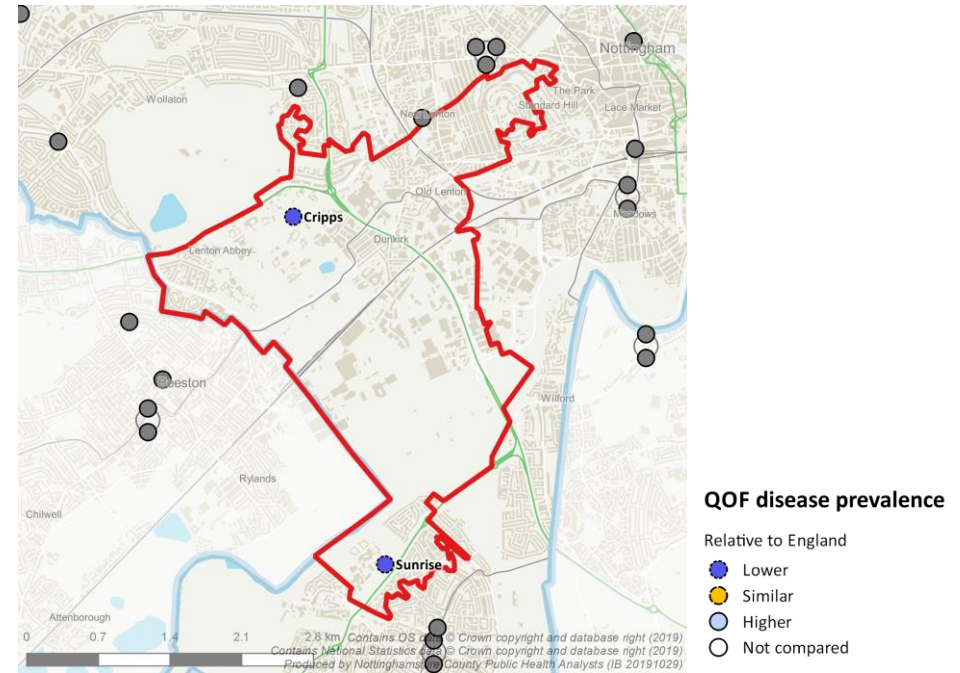 Nottingham
The Park
Wollaton
Standard Hill
Lace Market
New Lenton
Old Lenton
Meadows
Cripps
Dunkirk
Lenton Abbey
Beeston
Wilford
Rylands
QOF disease prevalence
Chilwell
Relative to England
Lower
Sunrise
Similar
Higher
Attenborough
Not compared
0 0.7 1.4 2.1 2.8 km
Contains OS data © Crown copyright and database right (2019)
Contains National Statistics data © Crown copyright and database right (2019)
Produced by Nottinghamshire County Public Health Analysts (IB 20191029)